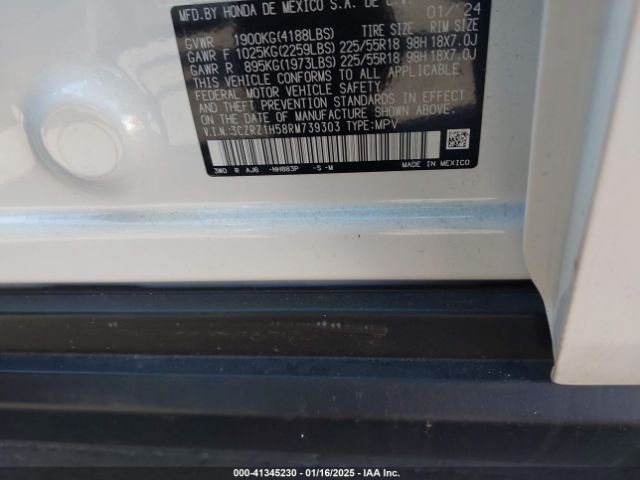 MFD.BY HONDA DE MEXICO S.A. DE C.V. 01/'24
TIRE SIZE RIM SIZE
GVWR 1900KG(4188LBS)
GAWR F 1025KG(2259LBS) 225/55R18 98H 18X7.0J
GAWR R 895KG(1973LBS) 225/55R18 98H 18X7.0J
THIS VEHICLE CONFORMS TO ALL APPLICABLE
FEDERAL MOTOR VEHICLE SAFETY
AND THEFT PREVENTION STANDARDS IN EFFECT
ON THE DATE OF MANUFACTURE SHOWN ABOVE.
V.I.N.:3CZRZ1H58RM739303 TYPE:MPV
3W0 R AJ6 -NH883P -S -M MADE IN MEXICO
OWNER: 41345230 - 01/16/2025 - IAA Inc.